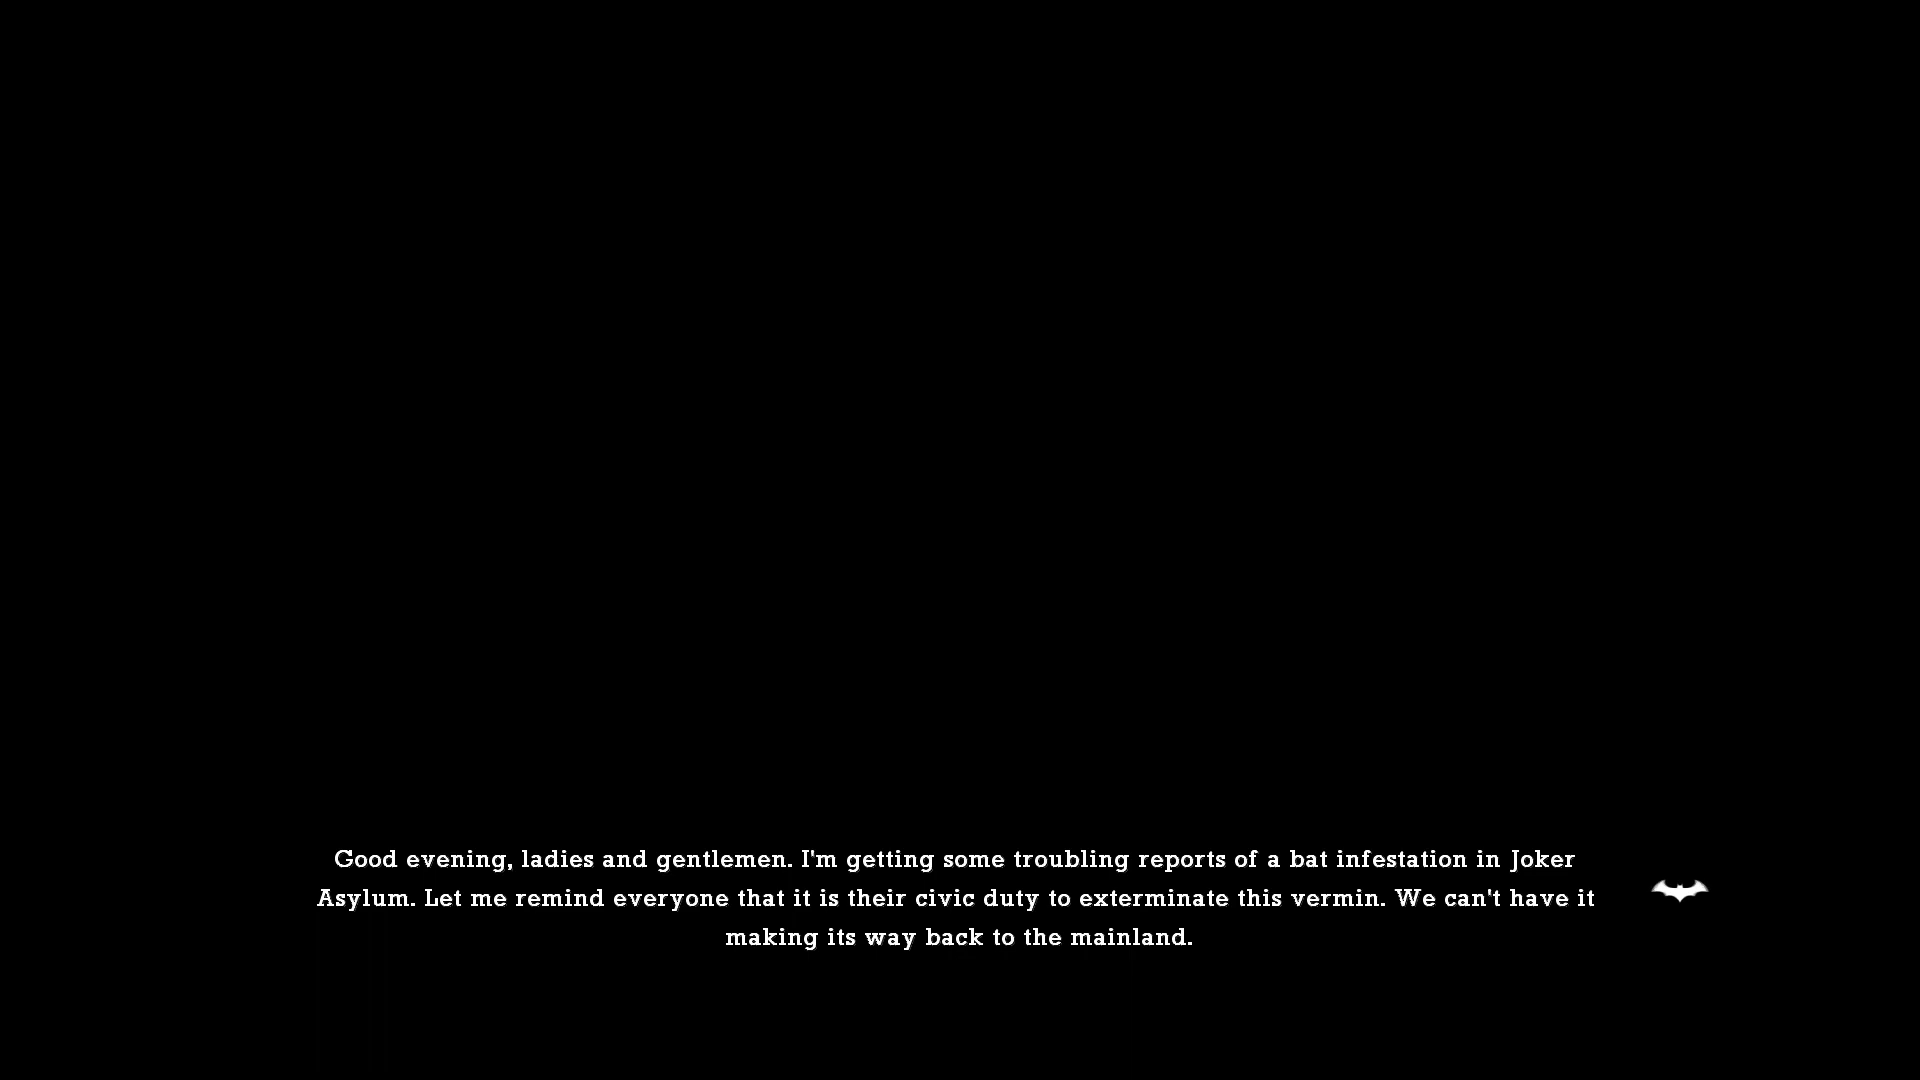 Good evening, ladies and gentlemen. I'm getting some troubling reports of a bat infestation in Joker
Asylum. Let me remind everyone that it is their civic duty to exterminate this vermin. We can't have it
making its way back to the mainland.